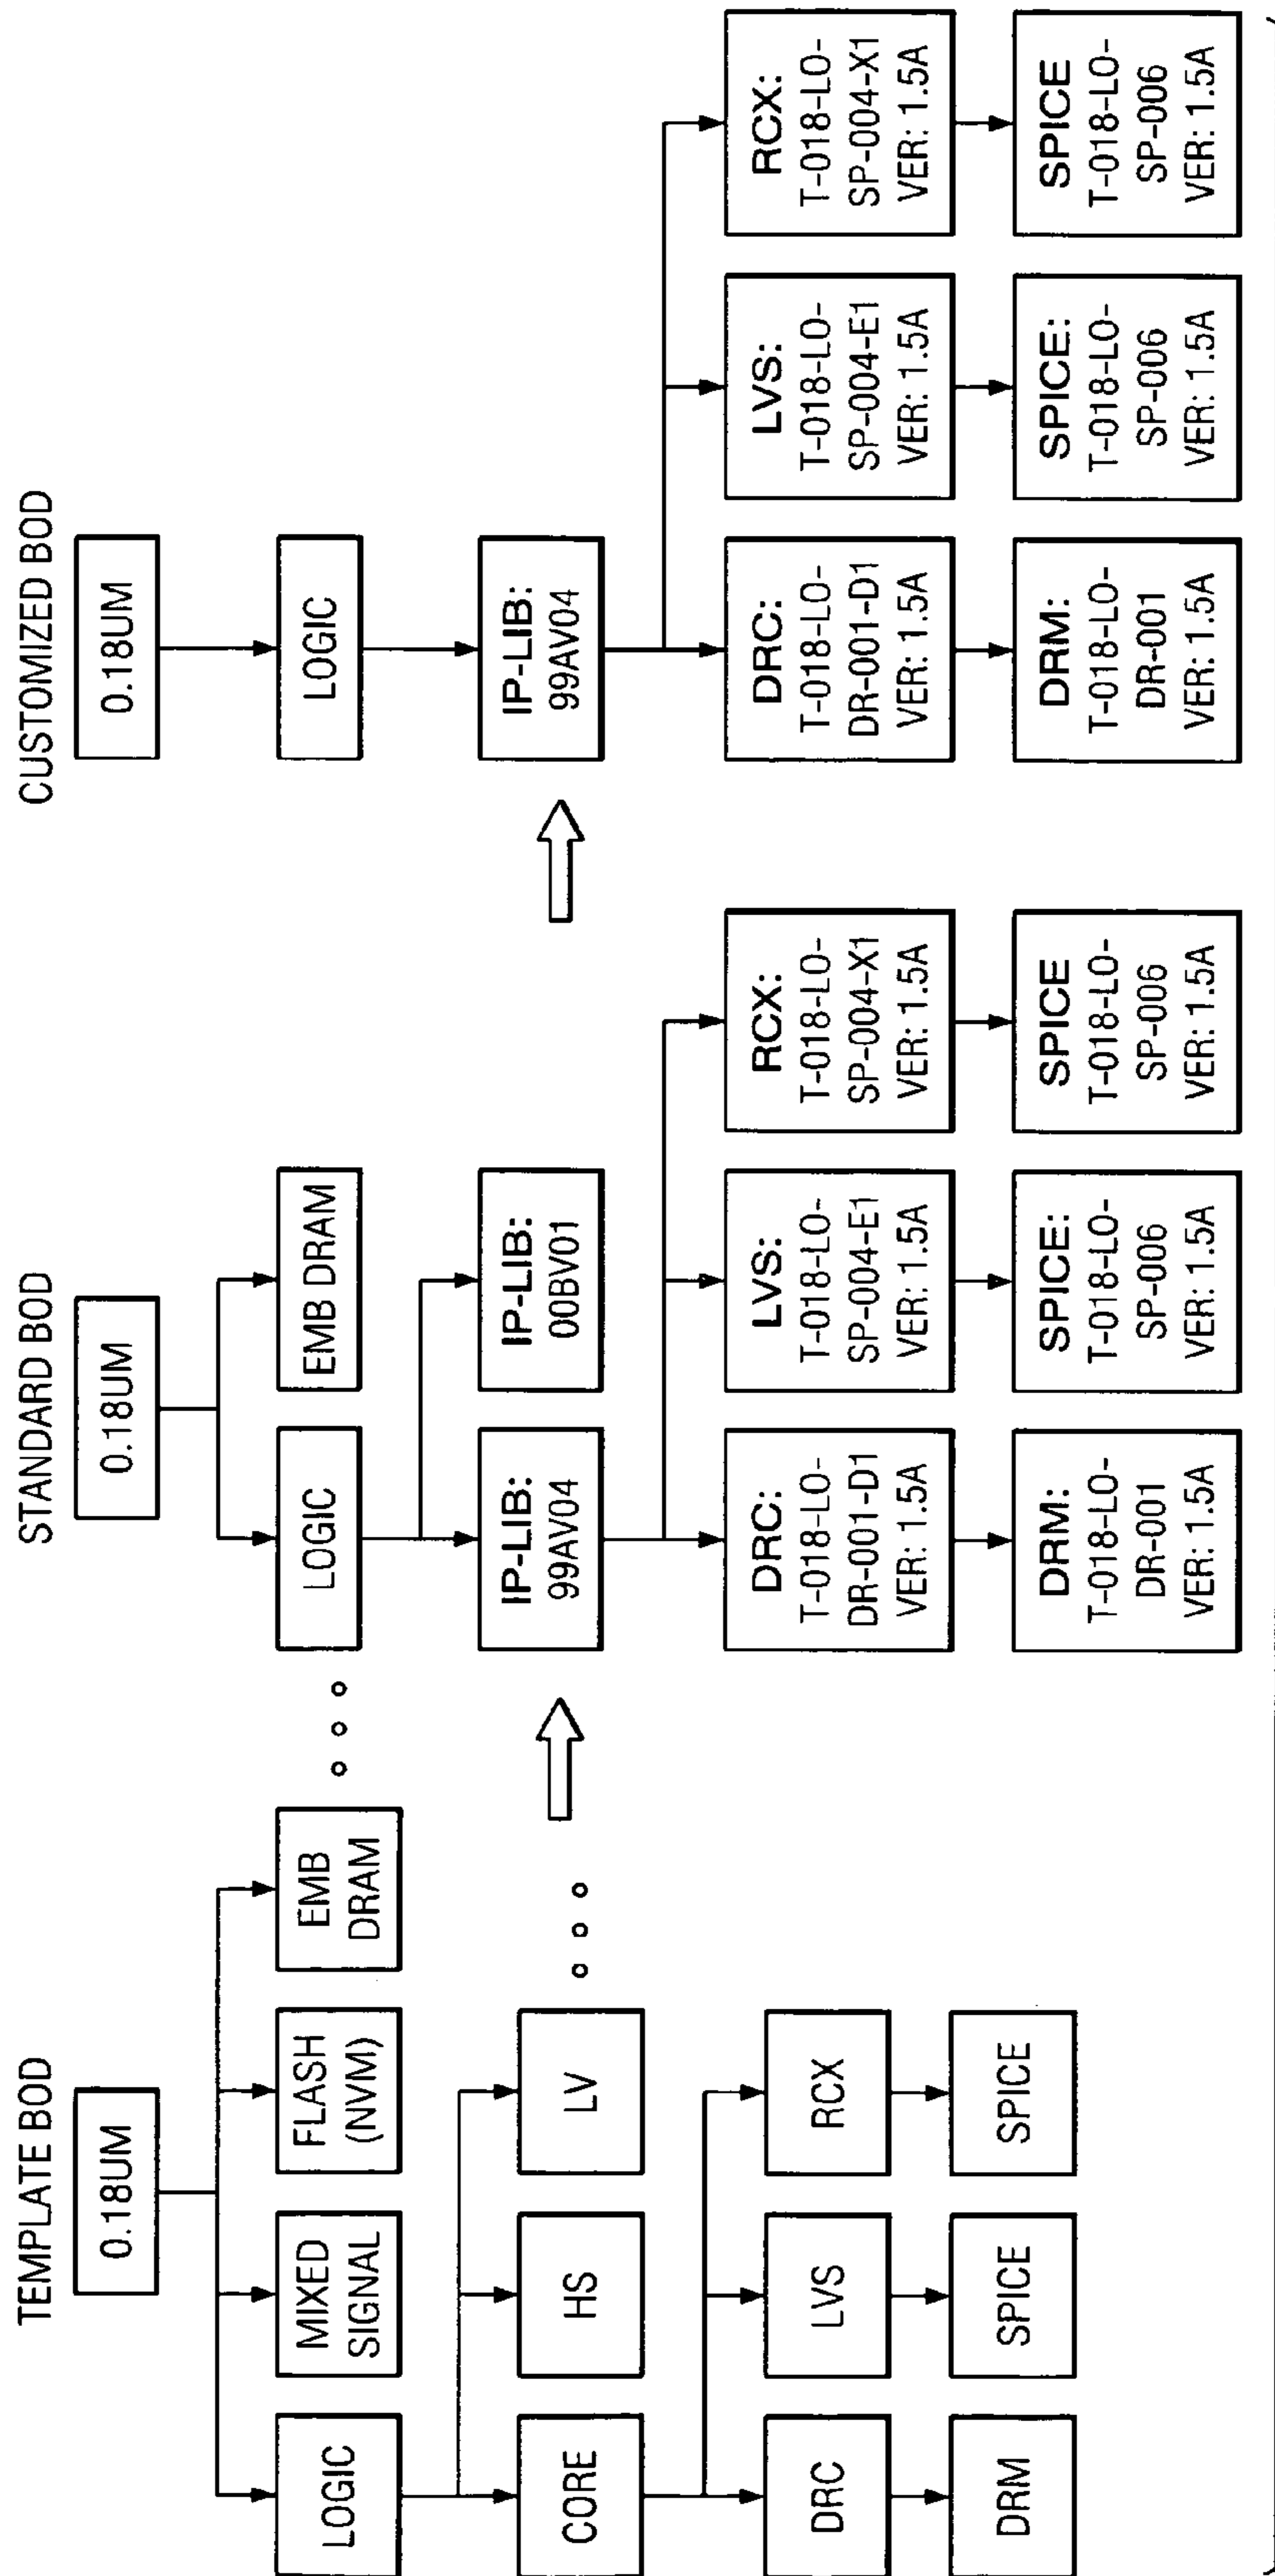 TEMPLATE BOD
0.18UM
LOGIC
MIXED
SIGNAL
FLASH
(NVM)
EMB
DRAM
CORE
HS
LV
DRC
LVS
RCX
DRM
SPICE
SPICE
STANDARD BOD
0.18UM
LOGIC
EMB DRAM
IP-LIB:
99AV04
IP-LIB:
00BV01
DRC:
T-018-LO-
DR-001-D1
VER: 1.5A
LVS:
T-018-LO-
SP-004-E1
VER: 1.5A
RCX:
T-018-LO-
SP-004-X1
VER: 1.5A
DRM:
T-018-LO-
DR-001
VER: 1.5A
SPICE:
T-018-LO-
SP-006
VER: 1.5A
SPICE
T-018-LO-
SP-006
VER: 1.5A
CUSTOMIZED BOD
0.18UM
LOGIC
IP-LIB:
99AV04
DRC:
T-018-LO-
DR-001-D1
VER: 1.5A
LVS:
T-018-LO-
SP-004-E1
VER: 1.5A
RCX:
T-018-LO-
SP-004-X1
VER: 1.5A
DRM:
T-018-LO-
DR-001
VER: 1.5A
SPICE:
T-018-LO-
SP-006
VER: 1.5A
SPICE
T-018-LO-
SP-006
VER: 1.5A